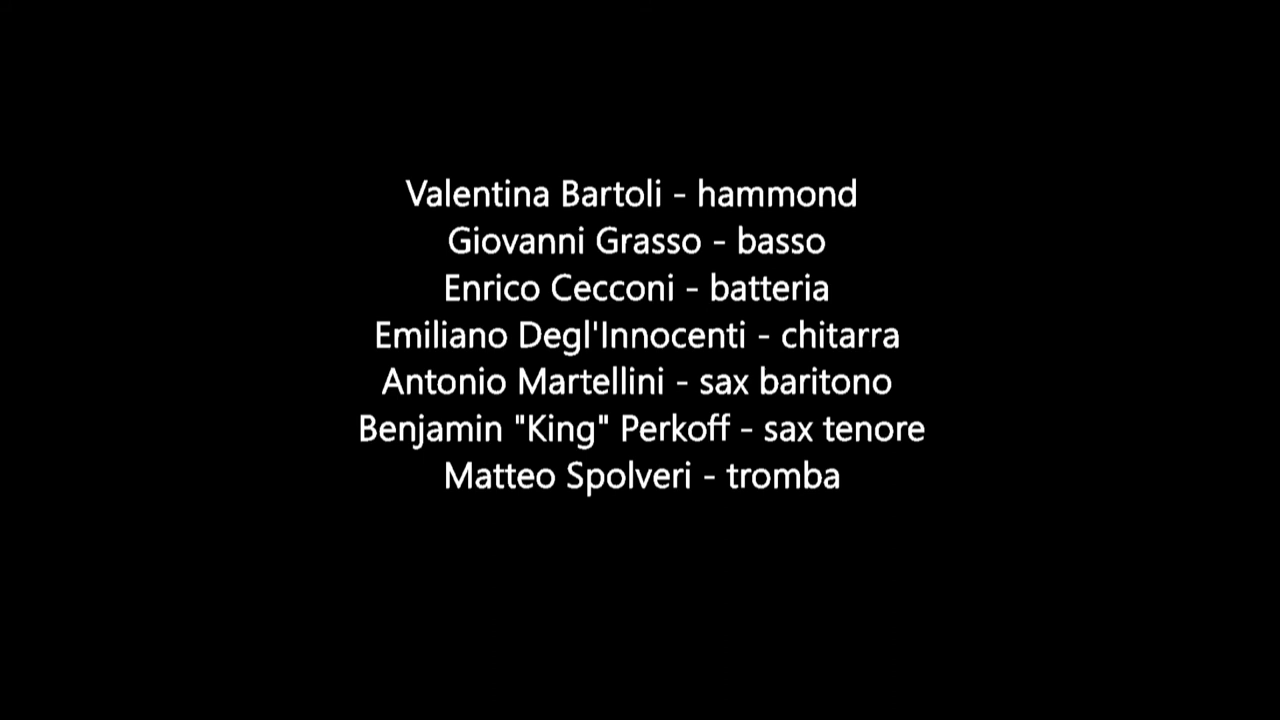 Valentina Bartoli - hammond
Giovanni Grasso - basso
Enrico Cecconi - batteria
Emiliano Degl'Innocenti - chitarra
Antonio Martellini - sax baritono
Benjamin "King" Perkoff - sax tenore
Matteo Spolveri - tromba